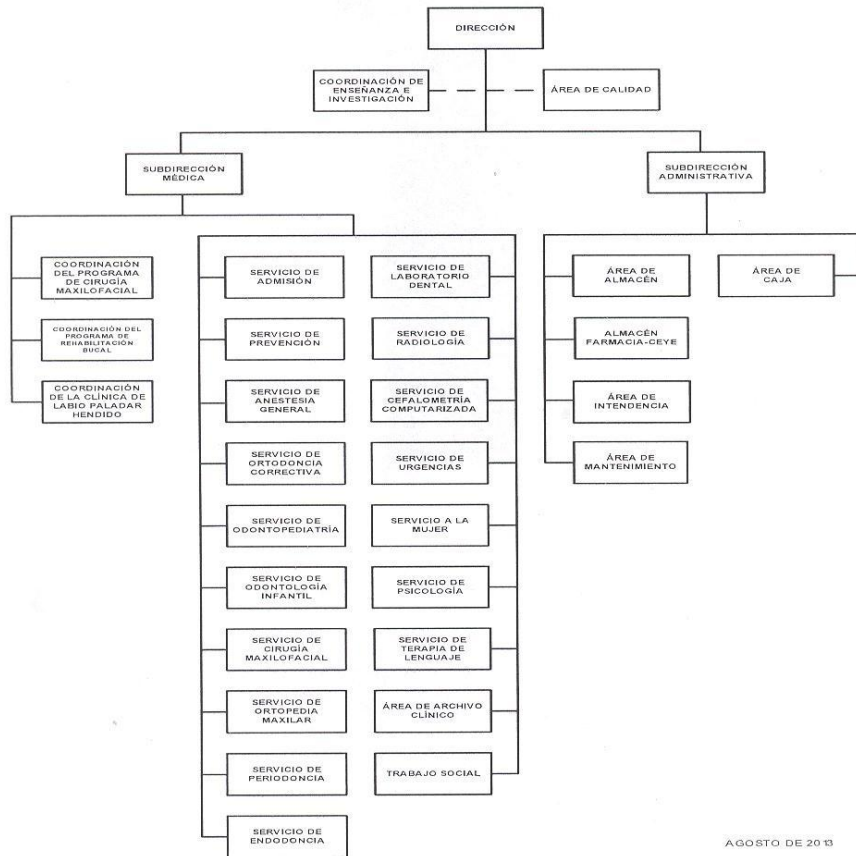 DIRECCIÓN
COORDINACIÓN DE
ENSEÑANZA E
INVESTIGACIÓN
ÁREA DE CALIDAD
SUBDIRECCIÓN
MÉDICA
SUBDIRECCIÓN
ADMINISTRATIVA
COORDINACIÓN
DEL PROGRAMA
DE CIRUGÍA
MAXILOFACIAL
COORDINACIÓN DEL
PROGRAMA DE
REHABILITACIÓN
BUCAL
COORDINACIÓN
DE LA CLÍNICA DE
LABIO PALADAR
HENDIDO
SERVICIO DE
ADMISIÓN
SERVICIO DE
PREVENCIÓN
SERVICIO DE
ANESTESIA
GENERAL
SERVICIO DE
ORTODONCIA
CORRECTIVA
SERVICIO DE
ODONTOPEDIATRÍA
SERVICIO DE
ODONTOLOGÍA
INFANTIL
SERVICIO DE
CIRUGÍA
MAXILOFACIAL
SERVICIO DE
ORTOPEDIA
MAXILAR
SERVICIO DE
PERIODONCIA
SERVICIO DE
ENDODONCIA
SERVICIO DE
LABORATORIO
DENTAL
SERVICIO DE
RADIOLOGÍA
SERVICIO DE
CEFALOMETRÍA
COMPUTARIZADA
SERVICIO DE
URGENCIAS
SERVICIO A LA
MUJER
SERVICIO DE
PSICOLOGÍA
SERVICIO DE
TERAPIA DE
LENGUAJE
ÁREA DE ARCHIVO
CLÍNICO
TRABAJO SOCIAL
ÁREA DE
ALMACÉN
ALMACÉN
FARMACIA-CEYE
ÁREA DE
INTENDENCIA
ÁREA DE
MANTENIMIENTO
ÁREA DE
CAJA
AGOSTO DE 2013